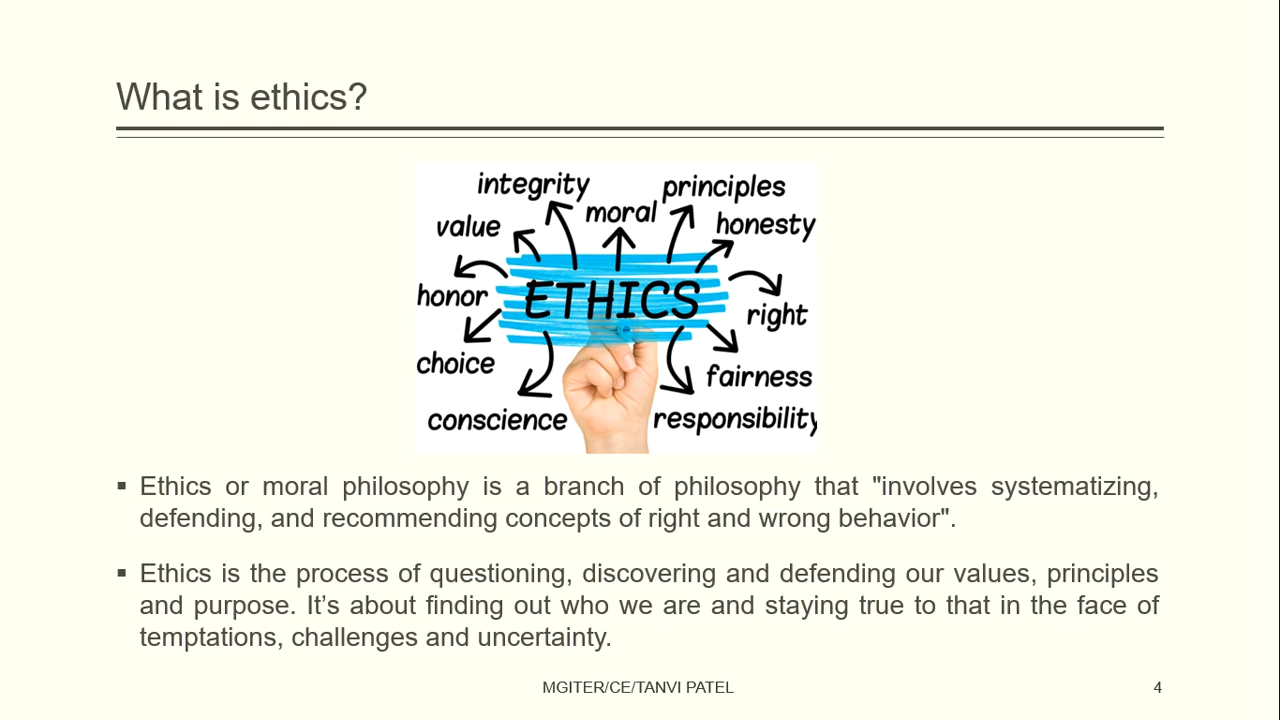 What is ethics?
integrity
principles
moral
value
honesty
honor
ETHICS
right
choice
fairness
conscience
responsibility
▪ Ethics or moral philosophy is a branch of philosophy that "involves systematizing,
defending, and recommending concepts of right and wrong behavior".
▪ Ethics is the process of questioning, discovering and defending our values, principles
and purpose. It’s about finding out who we are and staying true to that in the face of
temptations, challenges and uncertainty.
MGITER/CE/TANVI PATEL
4